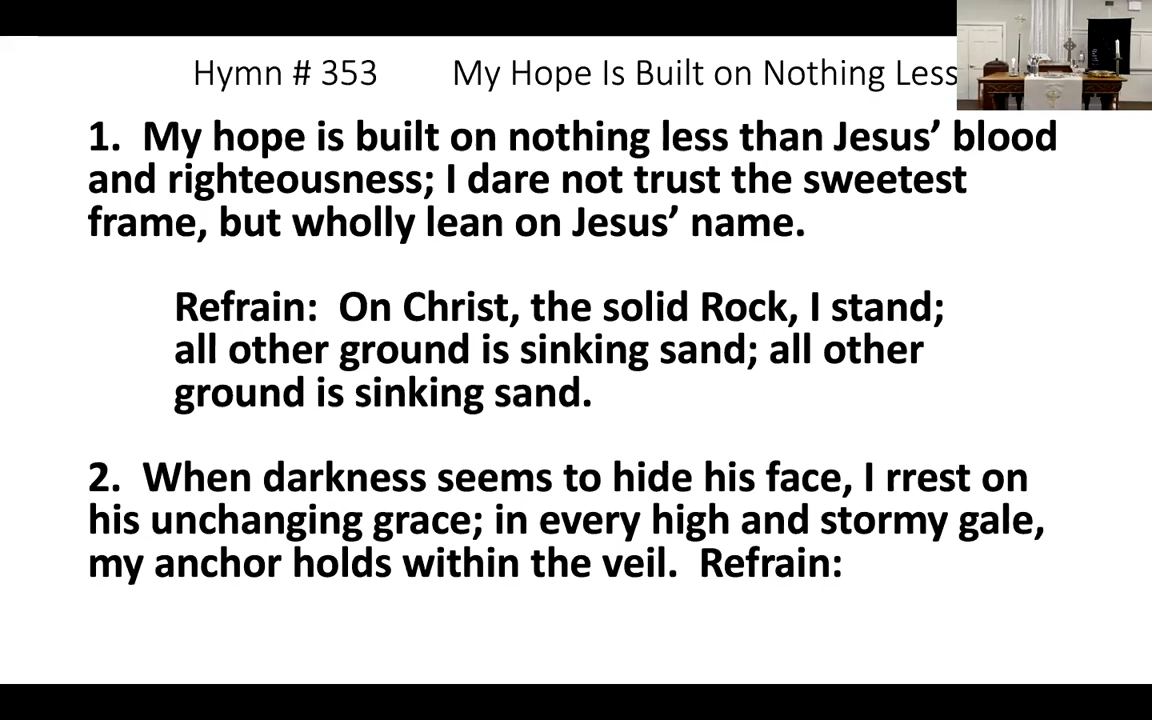 Hymn # 353 My Hope Is Built on Nothing Less
1. My hope is built on nothing less than Jesus’ blood
and righteousness; I dare not trust the sweetest
frame, but wholly lean on Jesus’ name.
Refrain: On Christ, the solid Rock, I stand;
all other ground is sinking sand; all other
ground is sinking sand.
2. When darkness seems to hide his face, I rrest on
his unchanging grace; in every high and stormy gale,
my anchor holds within the veil. Refrain: